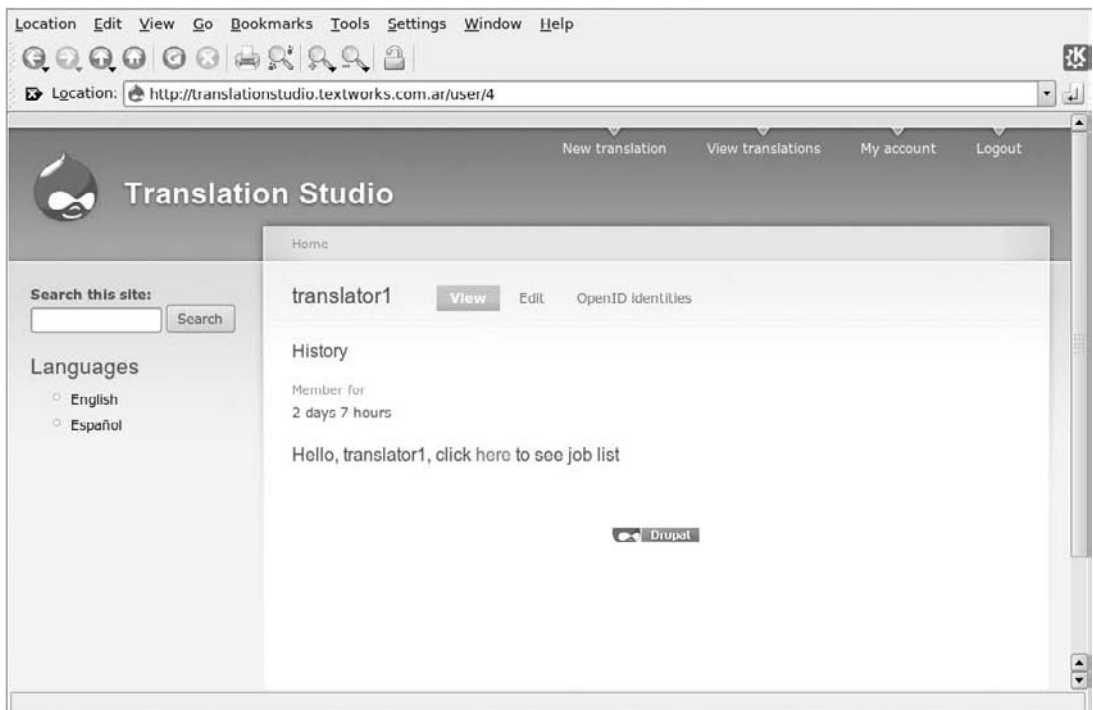 Location Edit View Go Bookmarks Tools Settings Window Help
Location: http://translationstudio.textworks.com.ar/user/4
New translation View translations My account Logout
Translation Studio
Home
Search this site:
Search
Languages
English
Español
translator1 View Edit OpenID identities
History
Member for
2 days 7 hours
Hello, translator1, click here to see job list
Drupal